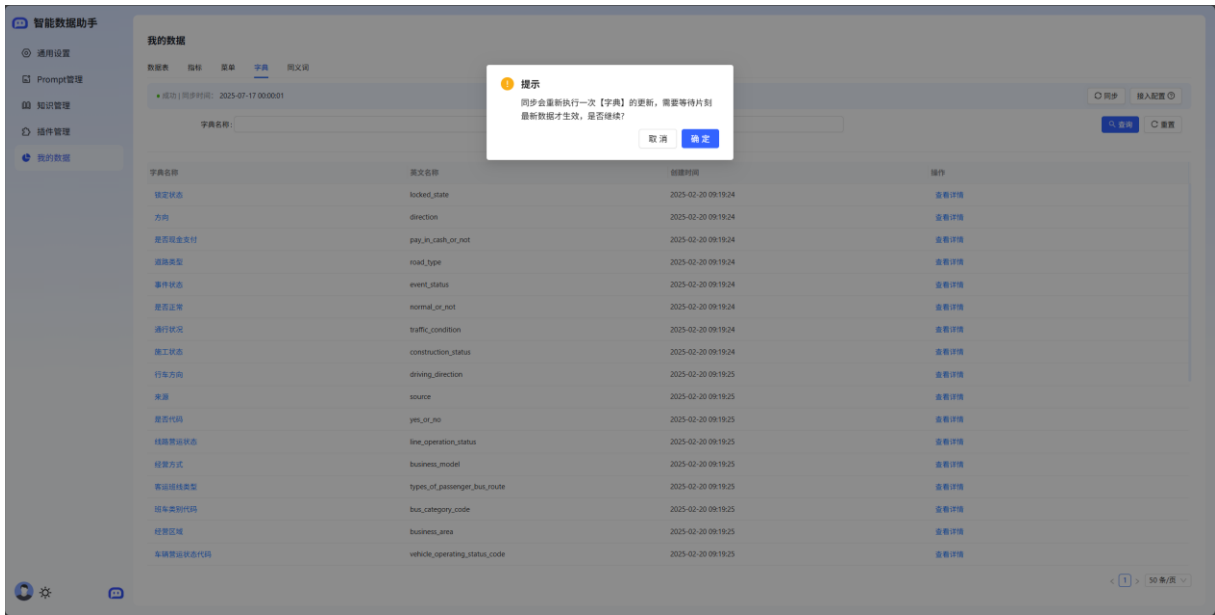 智能数据助手
通用设置
Prompt管理
知识管理
插件管理
我的数据
我的数据
数据表 指标 菜单 字典 同义词
成功 | 同步时间： 2025-07-17 00:00:01 同步 接入配置
提示
同步会重新执行一次【字典】的更新，需要等待片刻
最新数据才生效，是否继续？
取 消 确 定
字典名称： 查询 重置
字典名称 英文名称 创建时间 操作
锁定状态 locked_state 2025-02-20 09:19:24 查看详情
方向 direction 2025-02-20 09:19:24 查看详情
是否现金支付 pay_in_cash_or_not 2025-02-20 09:19:24 查看详情
道路类型 road_type 2025-02-20 09:19:24 查看详情
事件状态 event_status 2025-02-20 09:19:24 查看详情
是否正常 normal_or_not 2025-02-20 09:19:24 查看详情
通行状况 traffic_condition 2025-02-20 09:19:24 查看详情
施工状态 construction_status 2025-02-20 09:19:24 查看详情
行车方向 driving_direction 2025-02-20 09:19:25 查看详情
来源 source 2025-02-20 09:19:25 查看详情
是否代码 yes_or_no 2025-02-20 09:19:25 查看详情
线路营运状态 line_operation_status 2025-02-20 09:19:25 查看详情
经营方式 business_model 2025-02-20 09:19:25 查看详情
客运班线类型 types_of_passenger_bus_route 2025-02-20 09:19:25 查看详情
班车类别代码 bus_category_code 2025-02-20 09:19:25 查看详情
经营区域 business_area 2025-02-20 09:19:25 查看详情
车辆营运状态代码 vehicle_operating_status_code 2025-02-20 09:19:25 查看详情
< 1 > 50 条/页